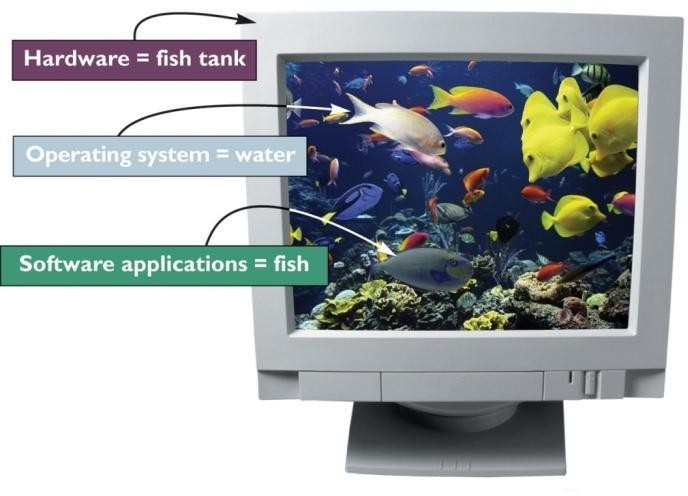 Hardware = fish tank
Operating system = water
Software applications = fish